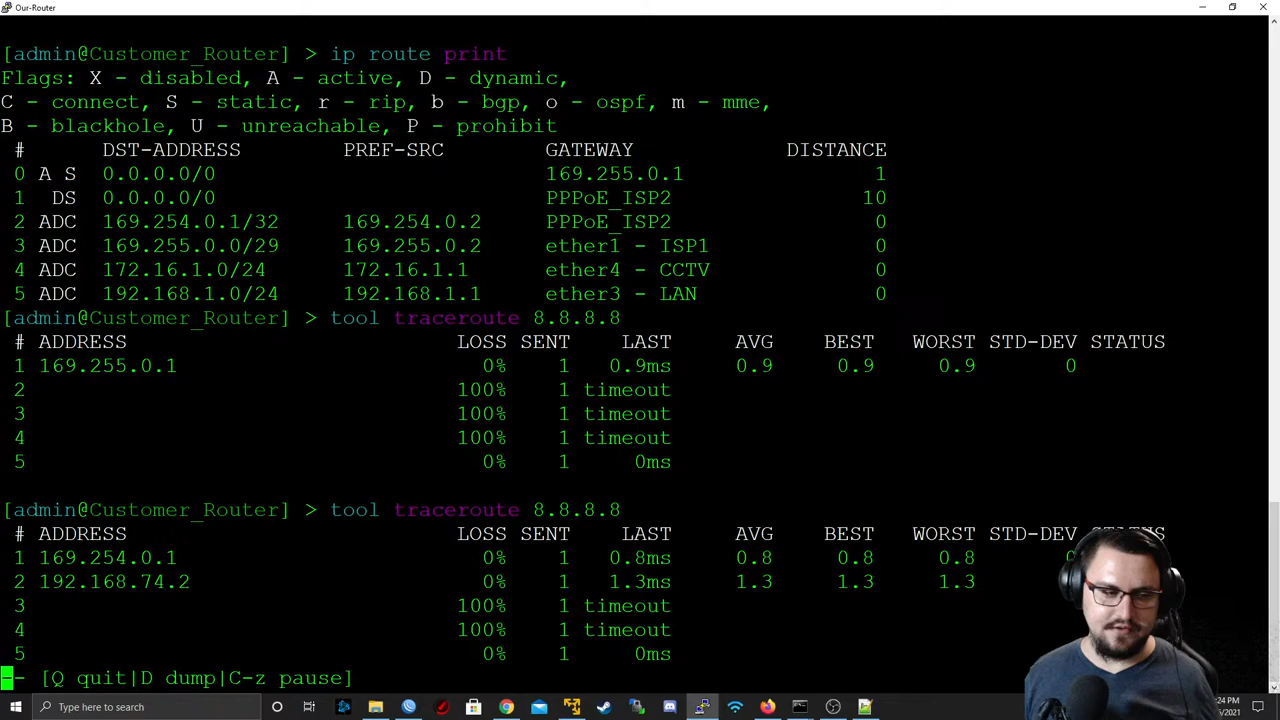 Our-Router
[admin@Customer_Router] > ip route print
Flags: X - disabled, A - active, D - dynamic,
C - connect, S - static, r - rip, b - bgp, o - ospf, m - mme,
B - blackhole, U - unreachable, P - prohibit
# DST-ADDRESS PREF-SRC GATEWAY DISTANCE
0 A S 0.0.0.0/0 169.255.0.1 1
1 DS 0.0.0.0/0 PPPoE_ISP2 10
2 ADC 169.254.0.1/32 169.254.0.2 PPPoE_ISP2 0
3 ADC 169.255.0.0/29 169.255.0.2 ether1 - ISP1 0
4 ADC 172.16.1.0/24 172.16.1.1 ether4 - CCTV 0
5 ADC 192.168.1.0/24 192.168.1.1 ether3 - LAN 0
[admin@Customer_Router] > tool traceroute 8.8.8.8
# ADDRESS LOSS SENT LAST AVG BEST WORST STD-DEV STATUS
1 169.255.0.1 0% 1 0.9ms 0.9 0.9 0.9 0
2 100% 1 timeout
3 100% 1 timeout
4 100% 1 timeout
5 0% 1 0ms
[admin@Customer_Router] > tool traceroute 8.8.8.8
# ADDRESS LOSS SENT LAST AVG BEST WORST STD-DEV STATUS
1 169.254.0.1 0% 1 0.8ms 0.8 0.8 0.8
2 192.168.74.2 0% 1 1.3ms 1.3 1.3 1.3
3 100% 1 timeout
4 100% 1 timeout
5 0% 1 0ms
-- [Q quit|D dump|C-z pause]
Type here to search